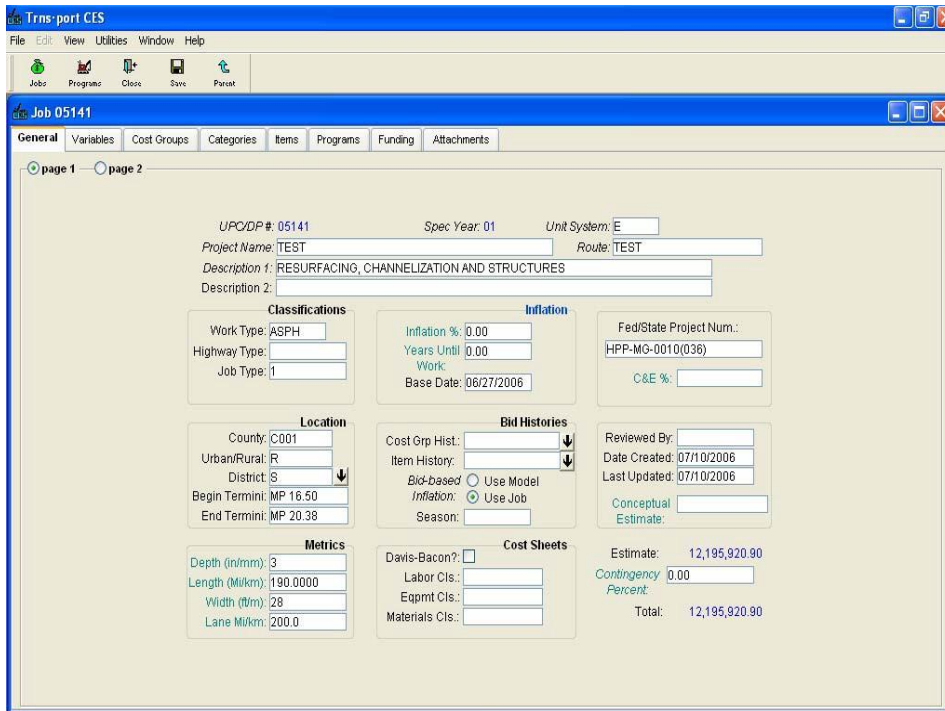 Trns·port CES
File Edit View Utilities Window Help
Jobs Programs Close Save Parent
Job 05141
General Variables Cost Groups Categories Items Programs Funding Attachments
page 1 page 2
UPC/DP #: 05141 Spec Year: 01 Unit System: E
Project Name: TEST Route: TEST
Description 1: RESURFACING, CHANNELIZATION AND STRUCTURES
Description 2:
Classifications
Work Type: ASPH
Highway Type:
Job Type: 1
Inflation
Inflation %: 0.00
Years Until Work: 0.00
Base Date: 06/27/2006
Fed/State Project Num.:
HPP-MG-0010(036)
C&E %:
Location
County: C001
Urban/Rural: R
District: S
Begin Termini: MP 16.50
End Termini: MP 20.38
Bid Histories
Cost Grp Hist.:
Item History:
Bid-based Inflation: Use Model
Use Job
Season:
Reviewed By:
Date Created: 07/10/2006
Last Updated: 07/10/2006
Conceptual Estimate:
Metrics
Depth (in/mm): 3
Length (Mi/km): 190.0000
Width (ft/m): 28
Lane Mi/km: 200.0
Cost Sheets
Davis-Bacon?:
Labor Cls.:
Eqpmt Cls.:
Materials Cls.:
Estimate: 12,195,920.90
Contingency Percent: 0.00
Total: 12,195,920.90